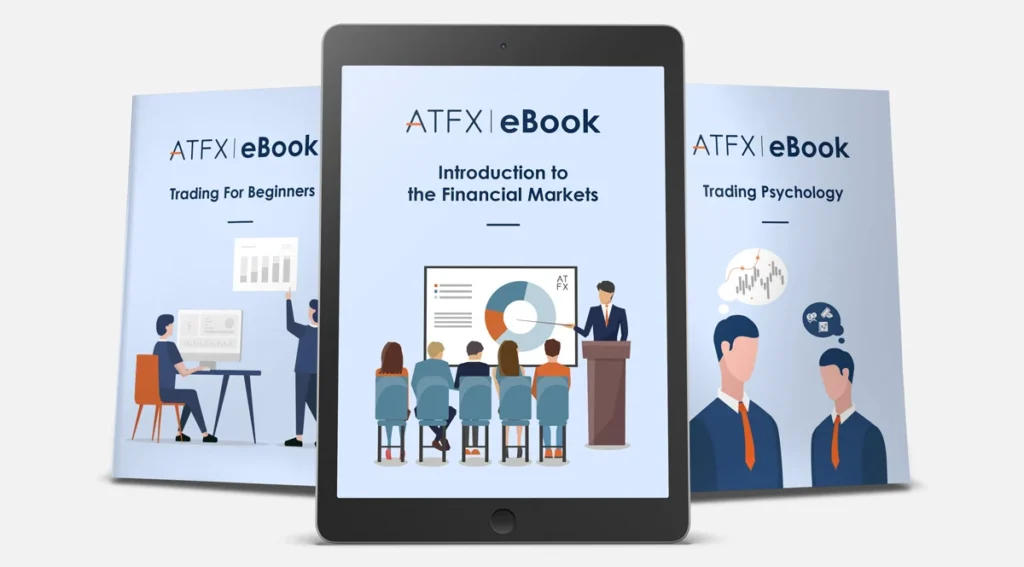 ATFX | eBook
Trading For Beginners
ATFX | eBook
Introduction to
the Financial Markets
AT
FX
ATFX | eBook
Trading Psychology